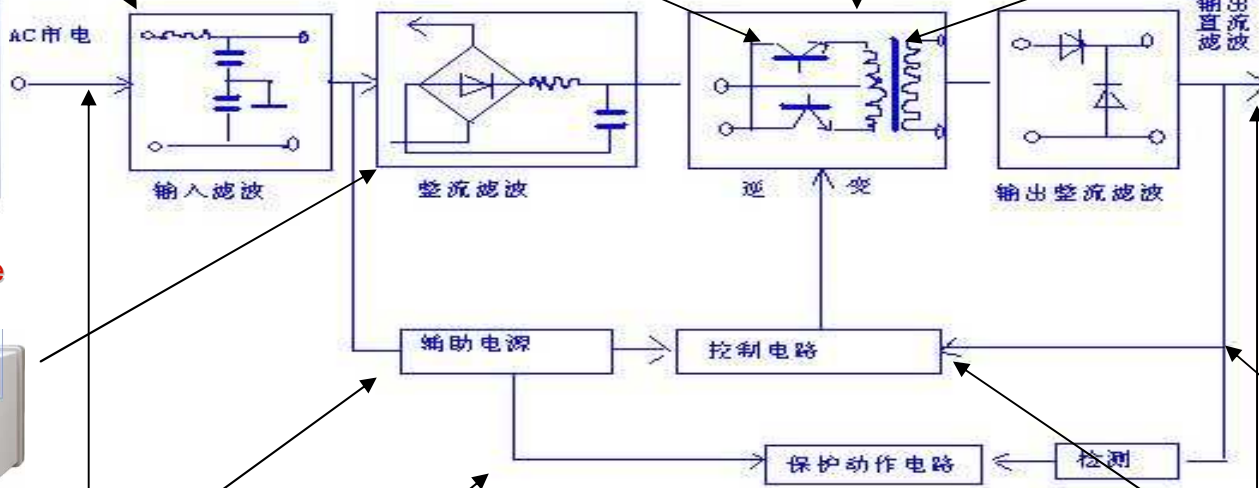 AC市电
输出
直流
滤波
输入滤波
整流滤波
逆 变
输出整流滤波
e
辅助电源
控制电路
保护动作电路
检测